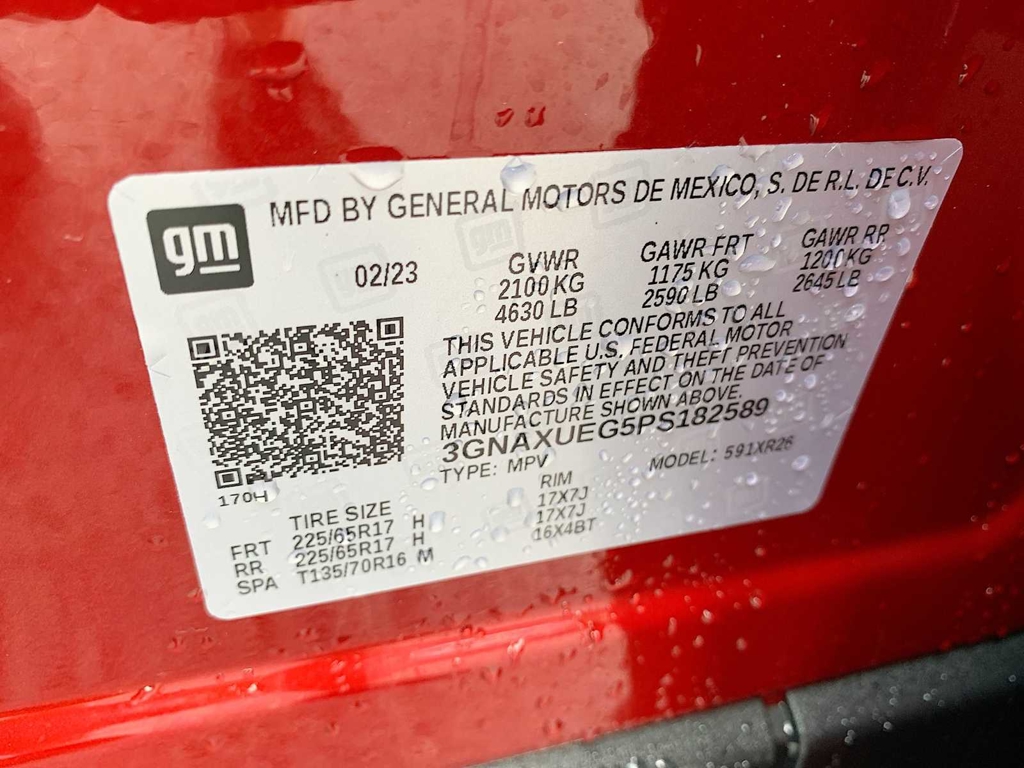 MFD BY GENERAL MOTORS DE MEXICO, S. DE R.L. DE C.V.
gm
02/23
GVWR GAWR FRT GAWR RR
2100 KG 1175 KG 1200 KG
4630 LB 2590 LB 2645 LB
THIS VEHICLE CONFORMS TO ALL
APPLICABLE U.S. FEDERAL MOTOR
VEHICLE SAFETY AND THEFT PREVENTION
STANDARDS IN EFFECT ON THE DATE OF
MANUFACTURE SHOWN ABOVE.
3GNAXUEG5PS182589
TYPE: MPV MODEL: 591XR26
170H
TIRE SIZE RIM
FRT 225/65R17 H 17X7J
RR 225/65R17 H 17X7J
SPA T135/70R16 M 16X4BT